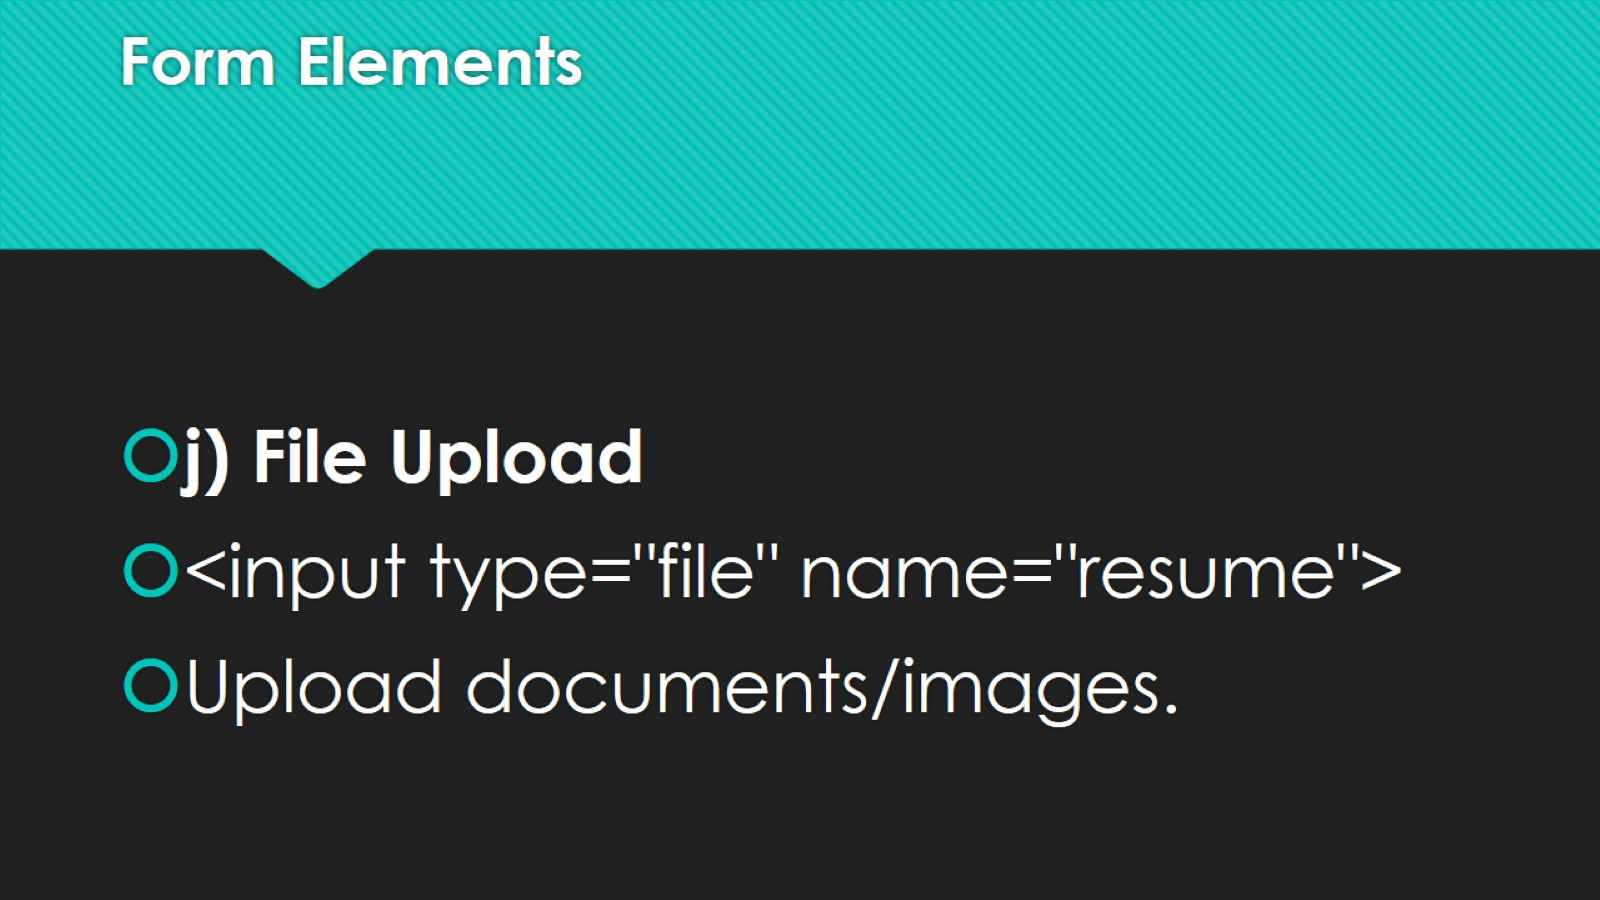 Form Elements
j) File Upload
<input type="file" name="resume">
Upload documents/images.